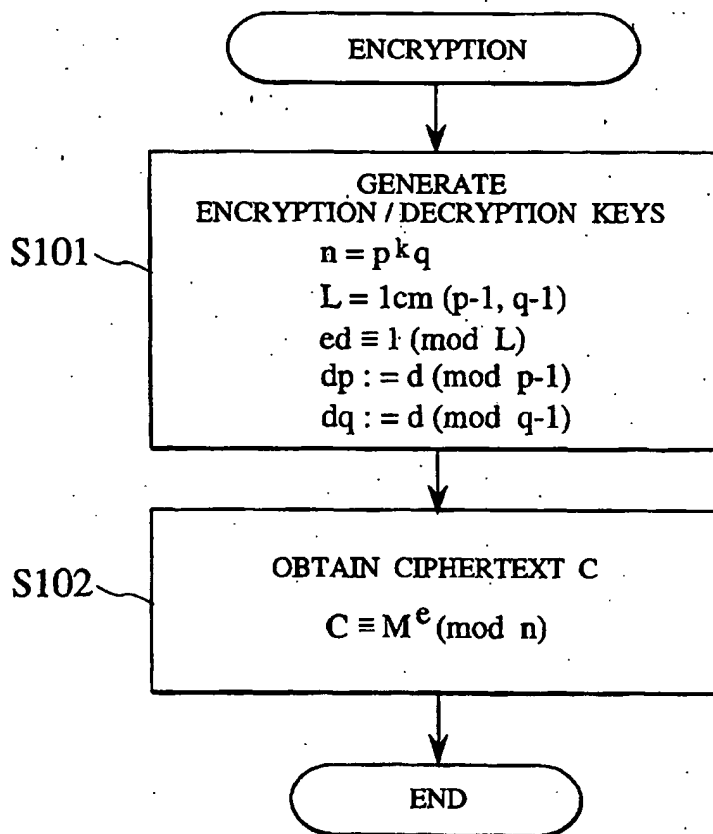 ENCRYPTION
GENERATE
ENCRYPTION / DECRYPTION KEYS
S101
n = p^k q
L = 1cm (p-1, q-1)
ed ≡ 1 (mod L)
dp : = d (mod p-1)
dq : = d (mod q-1)
OBTAIN CIPHERTEXT C
S102
C ≡ M^e (mod n)
END